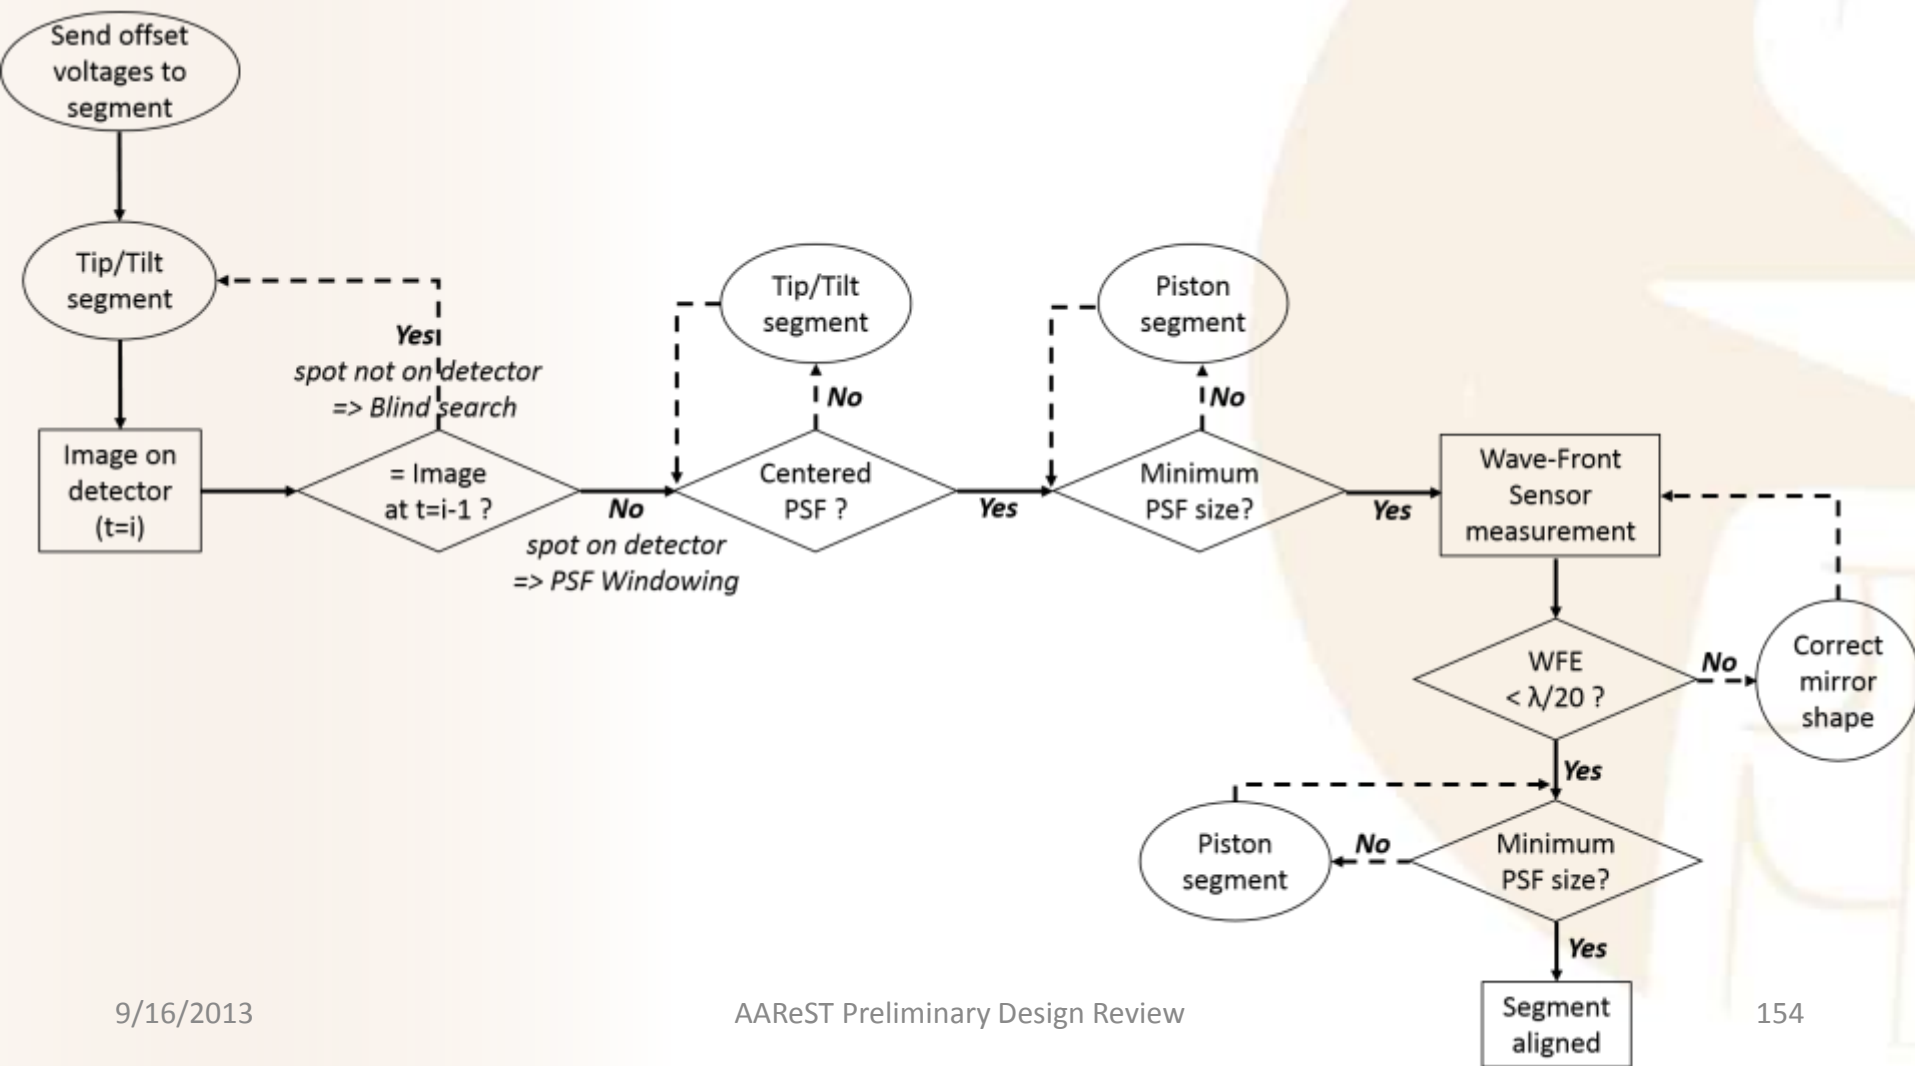 Send offset
voltages to
segment
Tip/Tilt
segment
Image on
detector
(t=i)
Yes
spot not on detector
=> Blind search
= Image
at t=i-1 ?
No
spot on detector
=> PSF Windowing
Tip/Tilt
segment
No
Centered
PSF ?
Yes
Piston
segment
No
Minimum
PSF size?
Yes
Wave-Front
Sensor
measurement
WFE
< λ/20 ?
No
Correct
mirror
shape
Yes
Piston
segment
No
Minimum
PSF size?
Yes
Segment
aligned
9/16/2013
AAReST Preliminary Design Review
154